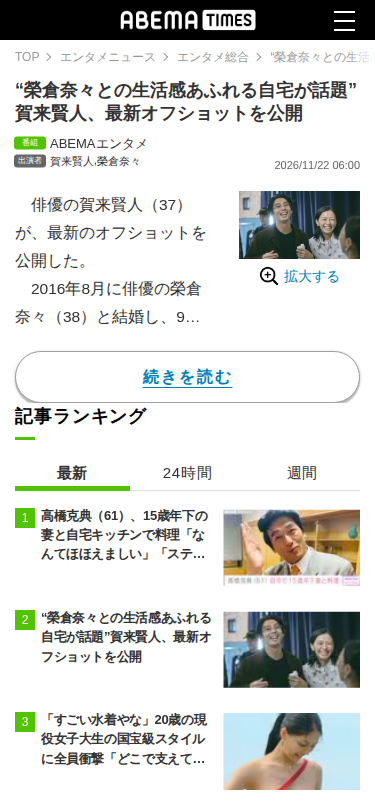 ABEMA TIMES
TOP > エンタメニュース > エンタメ総合 > “榮倉奈々との生活
“榮倉奈々との生活感あふれる自宅が話題”
賀来賢人、最新オフショットを公開
番組 ABEMAエンタメ
出演者 賀来賢人,榮倉奈々
2026/11/22 06:00
俳優の賀来賢人（37）
が、最新のオフショットを
公開した。
2016年8月に俳優の榮倉
奈々（38）と結婚し、9…
拡大する
続きを読む
記事ランキング
最新 24時間 週間
1 高橋克典（61）、15歳年下の
妻と自宅キッチンで料理「な
んてほほえましい」「ステ…
2 “榮倉奈々との生活感あふれる
自宅が話題”賀来賢人、最新オ
フショットを公開
3 「すごい水着やな」20歳の現
役女子大生の国宝級スタイル
に全員衝撃「どこで支えて…